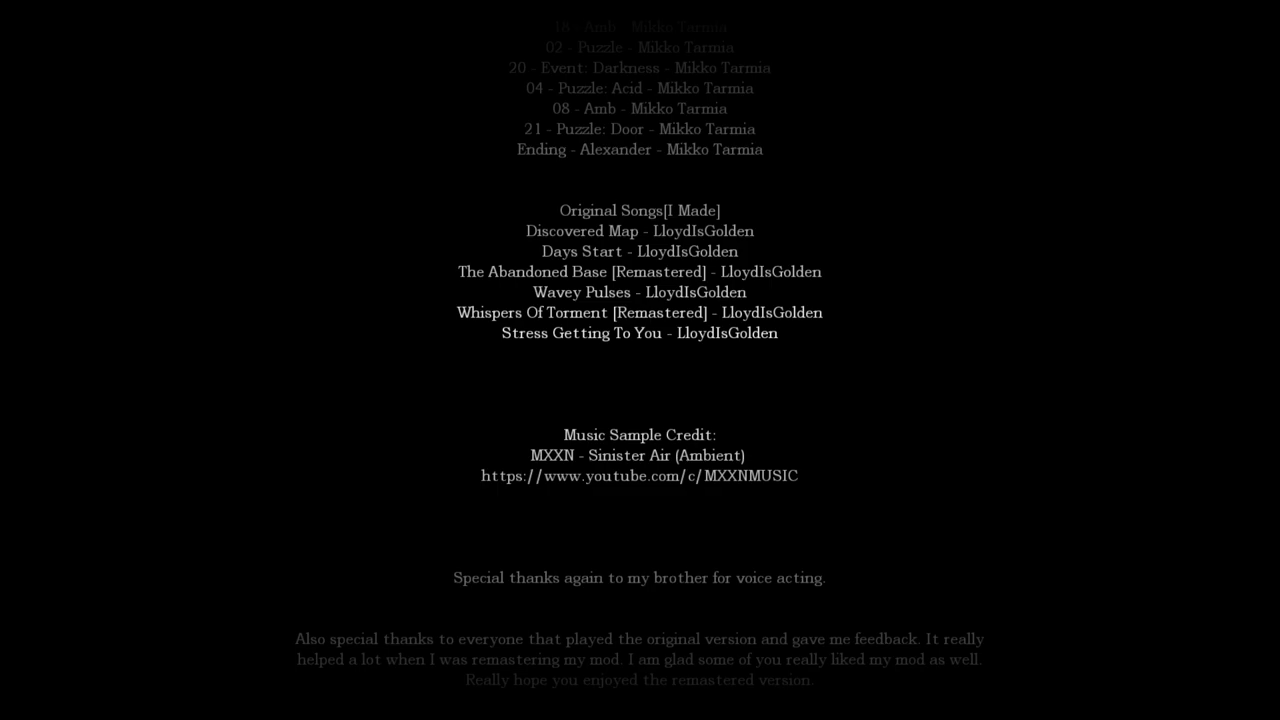 18 - Amb - Mikko Tarmia
02 - Puzzle - Mikko Tarmia
20 - Event: Darkness - Mikko Tarmia
04 - Puzzle: Acid - Mikko Tarmia
08 - Amb - Mikko Tarmia
21 - Puzzle: Door - Mikko Tarmia
Ending - Alexander - Mikko Tarmia
Original Songs[I Made]
Discovered Map - LloydIsGolden
Days Start - LloydIsGolden
The Abandoned Base [Remastered] - LloydIsGolden
Wavey Pulses - LloydIsGolden
Whispers Of Torment [Remastered] - LloydIsGolden
Stress Getting To You - LloydIsGolden
Music Sample Credit:
MXXN - Sinister Air (Ambient)
https://www.youtube.com/c/MXXNMUSIC
Special thanks again to my brother for voice acting.
Also special thanks to everyone that played the original version and gave me feedback. It really
helped a lot when I was remastering my mod. I am glad some of you really liked my mod as well.
Really hope you enjoyed the remastered version.